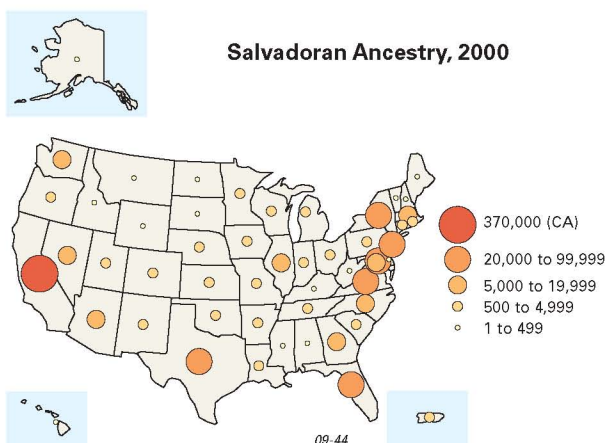 Salvadoran Ancestry, 2000
370,000 (CA)
20,000 to 99,999
5,000 to 19,999
500 to 4,999
1 to 499
09-44